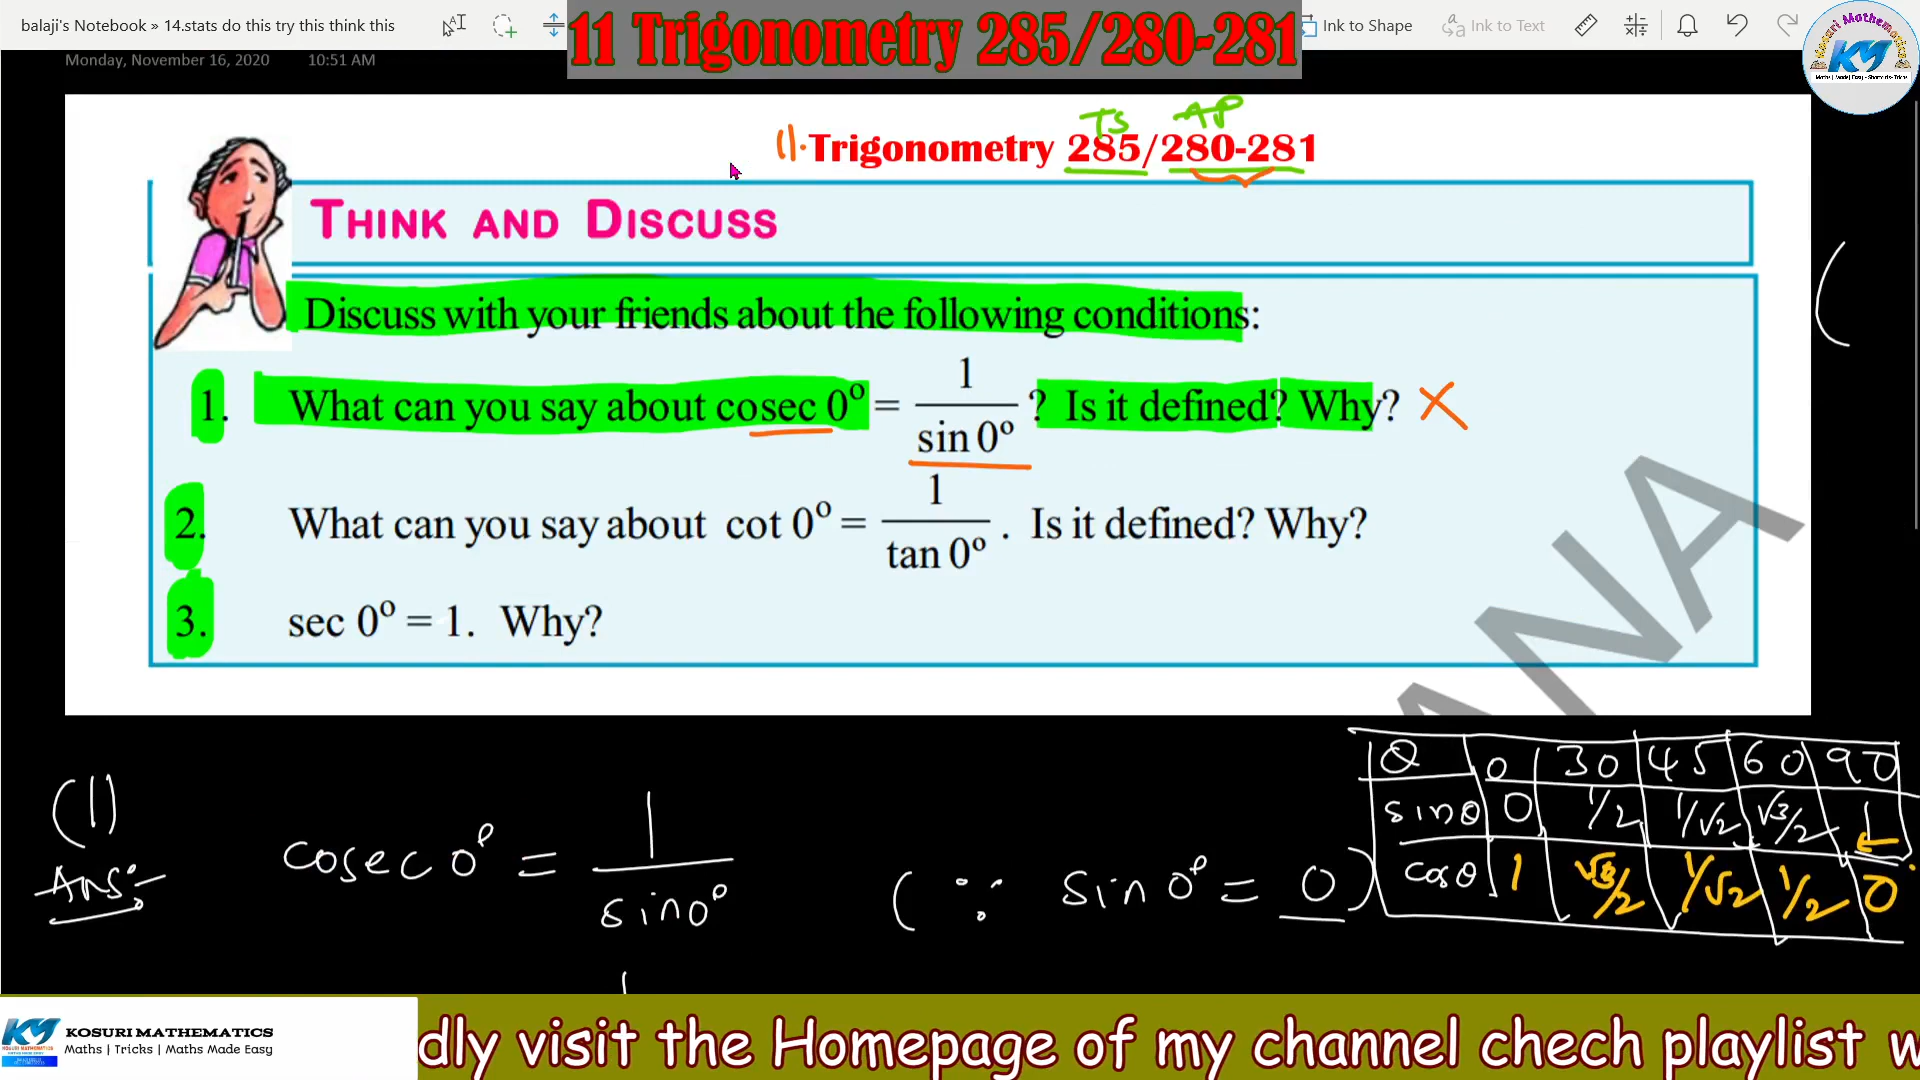 balaji's Notebook » 14.stats do this try this think this
Ink to Shape
Ink to Text
11 Trigonometry 285/280-281
Monday, November 16, 2020 10:51 AM
TS AP
11. Trigonometry 285/280-281
THINK AND DISCUSS
Discuss with your friends about the following conditions:
1. What can you say about cosec 0° = 1/sin 0° ? Is it defined? Why?
2. What can you say about cot 0° = 1/tan 0° . Is it defined? Why?
3. sec 0° = 1. Why?
(1)
Ans:-
cosec 0° = 1/sin 0° (∵ sin 0° = 0)
θ 0 30 45 60 90
sinθ 0 1/2 1/√2 √3/2 1
cosθ 1 √3/2 1/√2 1/2 0
KOSURI MATHEMATICS
Maths | Tricks | Maths Made Easy
dly visit the Homepage of my channel chech playlist w